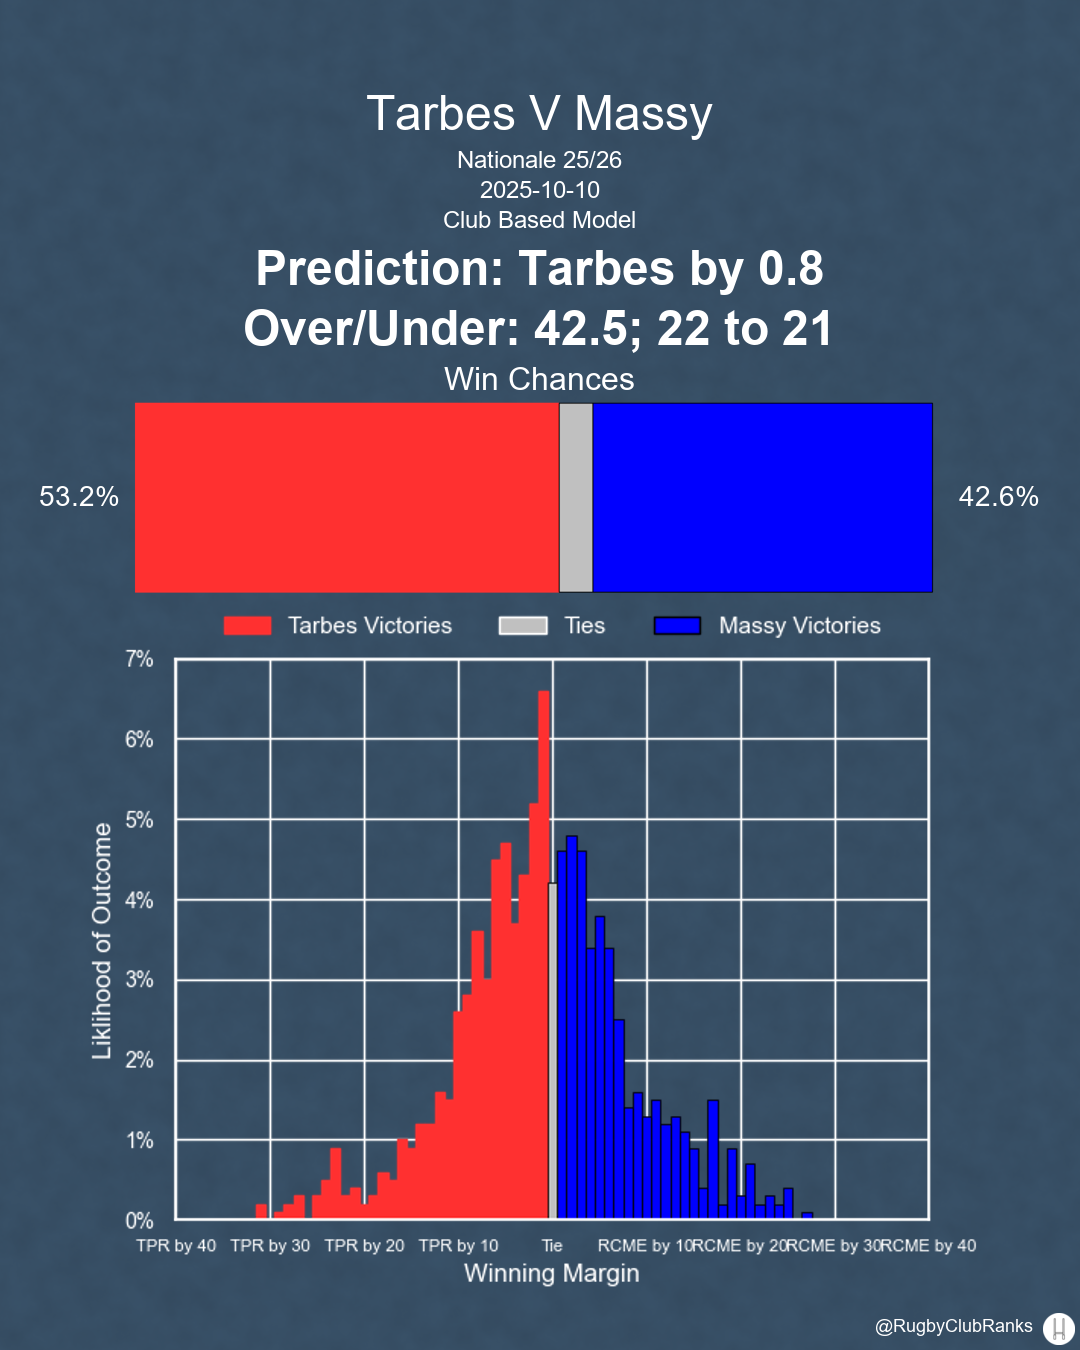 Tarbes V Massy
Nationale 25/26
2025-10-10
Club Based Model
Prediction: Tarbes by 0.8
Over/Under: 42.5; 22 to 21
Win Chances
53.2%
42.6%
Tarbes Victories
Ties
Massy Victories
7%
6%
5%
4%
3%
2%
1%
0%
Liklihood of Outcome
TPR by 40
TPR by 30
TPR by 20
TPR by 10
Tie
RCME by 10
RCME by 20
RCME by 30
RCME by 40
Winning Margin
@RugbyClubRanks